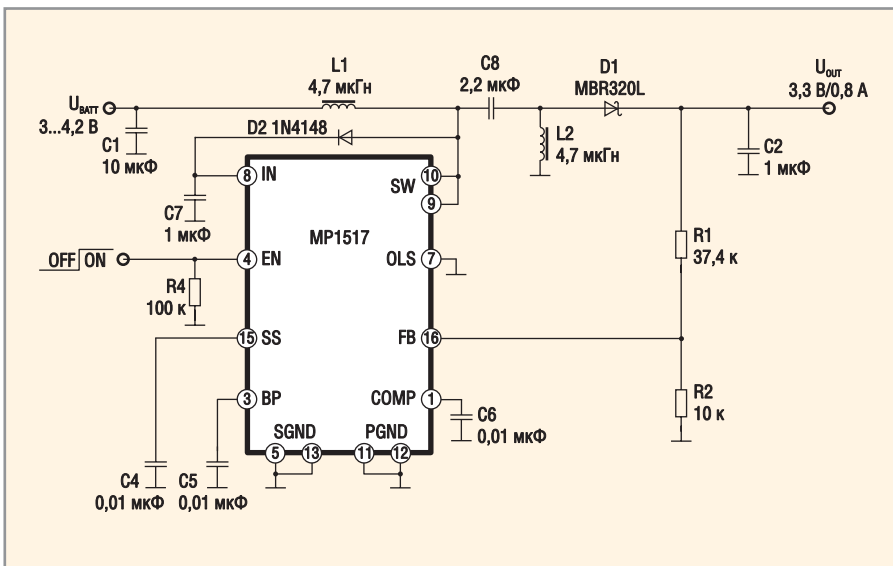 L1
4,7 мкГн
C8
2,2 мкФ
D1
MBR320L
UOUT
3,3 В/0,8 А
UBATT
3...4,2 В
C1
10 мкФ
D2 1N4148
L2
4,7 мкГн
C2
1 мкФ
8 IN
SW 10
9
C7
1 мкФ
MP1517
R1
37,4 к
OFF ON
4 EN
OLS 7
R4
100 к
15 SS
FB 16
3 BP
COMP 1
R2
10 к
C6
0,01 мкФ
SGND
PGND
5 13 11 12
C4
0,01 мкФ
C5
0,01 мкФ